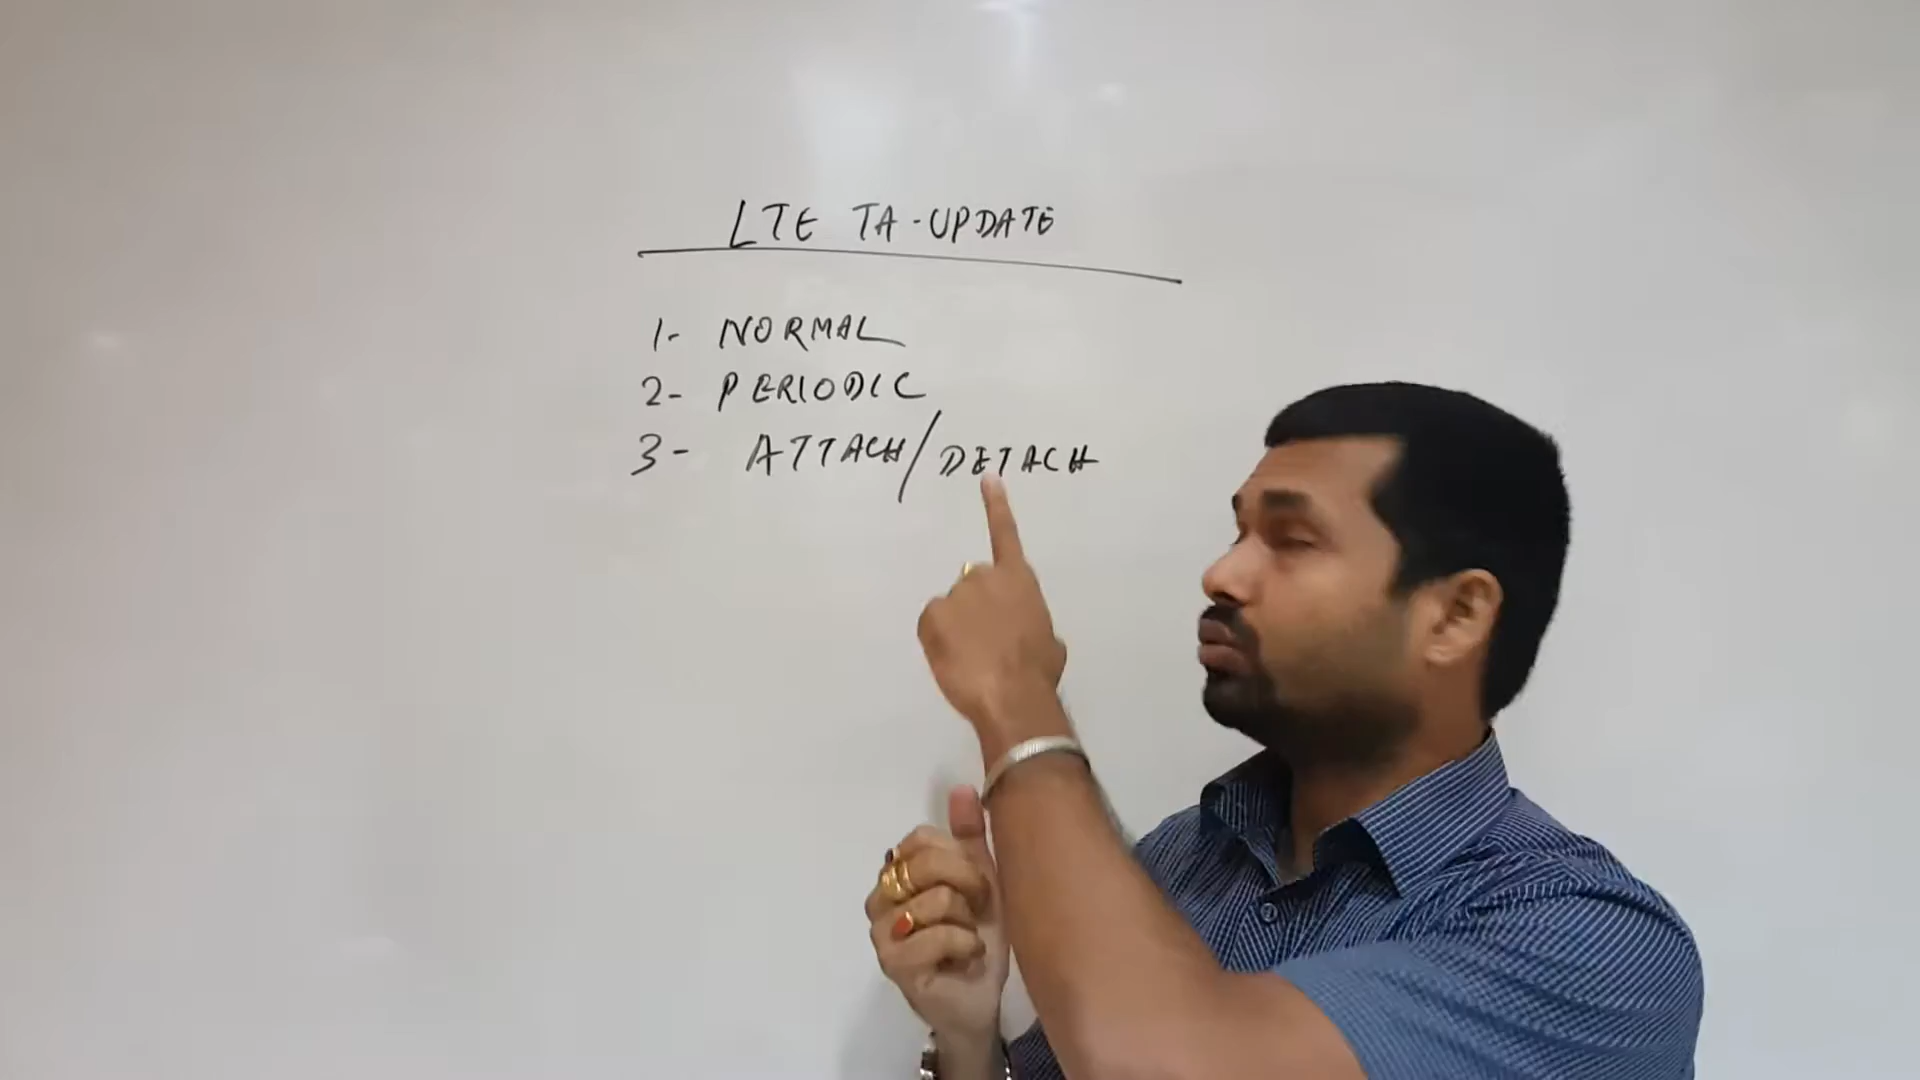 LTE TA-UPDATE
1- NORMAL
2- PERIODIC
3- ATTACH/DETACH